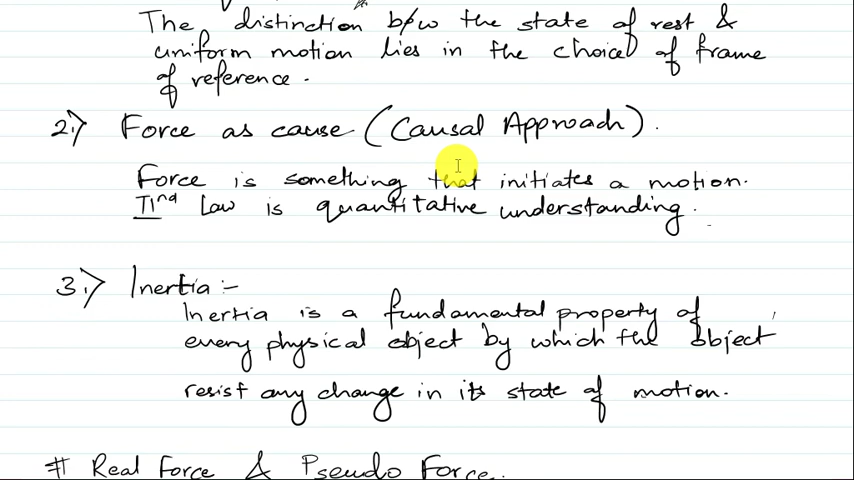 The distinction b/w the state of rest &
uniform motion lies in the choice of frame
of reference.
2.) Force as cause (Causal Approach).
Force is something that initiates a motion.
IInd Law is quantitative understanding.
3.) Inertia :-
Inertia is a fundamental property of
every physical object by which the object
resist any change in its state of motion.
# Real Force & Pseudo Force.